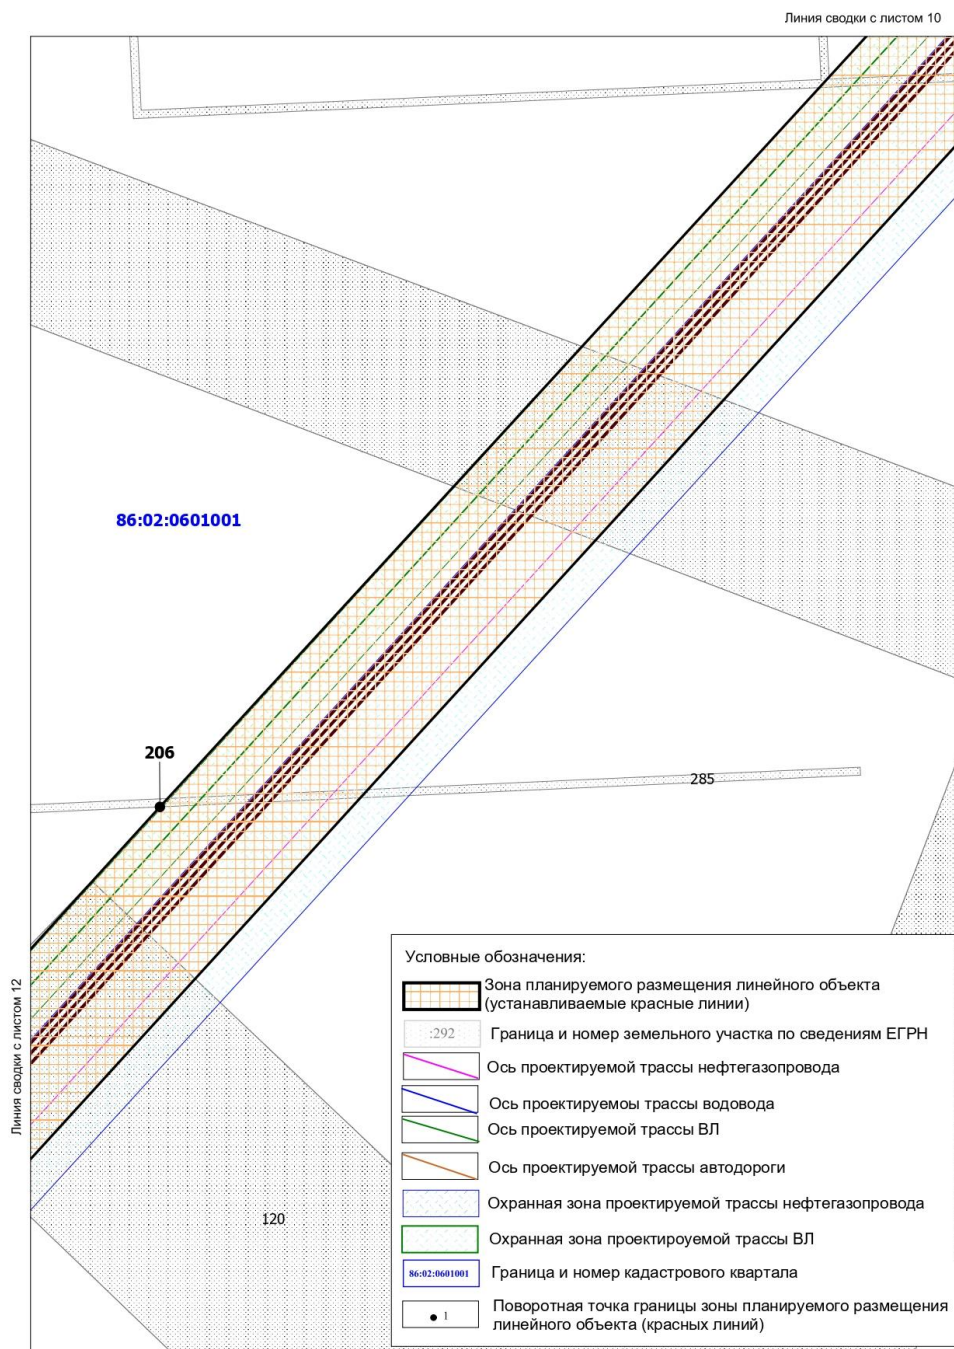 Линия сводки с листом 10
86:02:0601001
206
285
Линия сводки с листом 12
120
Условные обозначения:
Зона планируемого размещения линейного объекта
(устанавливаемые красные линии)
:292
Граница и номер земельного участка по сведениям ЕГРН
Ось проектируемой трассы нефтегазопровода
Ось проектируемоы трассы водовода
Ось проектируемой трассы ВЛ
Ось проектируемой трассы автодороги
Охранная зона проектируемой трассы нефтегазопровода
Охранная зона проектироуемой трассы ВЛ
86:02:0601001
Граница и номер кадастрового квартала
1
Поворотная точка границы зоны планируемого размещения
линейного объекта (красных линий)